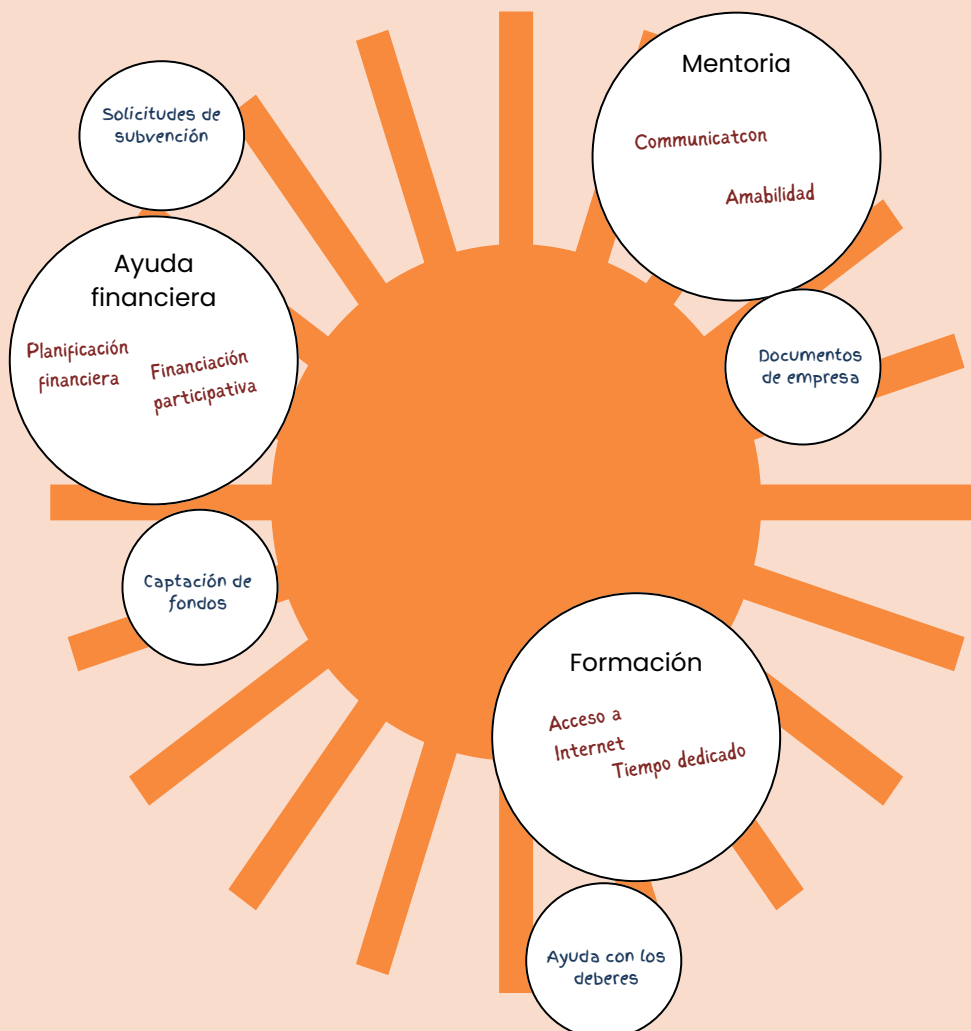 Solicitudes de
subvención
Ayuda
financiera
Planificación
financiera
Financiación
participativa
Captación de
fondos
Mentoria
Communicatcon
Amabilidad
Documentos
de empresa
Formación
Acceso a
Internet
Tiempo dedicado
Ayuda con los
deberes